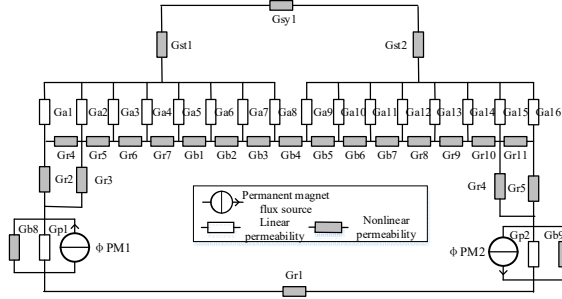 Gsy1
Gst1
Gst2
Ga1 Ga2 Ga3 Ga4 Ga5 Ga6 Ga7 Ga8 Ga9 Ga10 Ga11 Ga12 Ga13 Ga14 Ga15 Ga16
Gr4 Gr5 Gr6 Gr7 Gb1 Gb2 Gb3 Gb4 Gb5 Gb6 Gb7 Gr8 Gr9 Gr10 Gr11
Gr2 Gr3
Gr4 Gr5
Permanent magnet
flux source
Linear
permeability
Nonlinear
permeability
Gb8 Gp1
ϕ PM1
ϕ PM2
Gp2 Gb9
Gr1